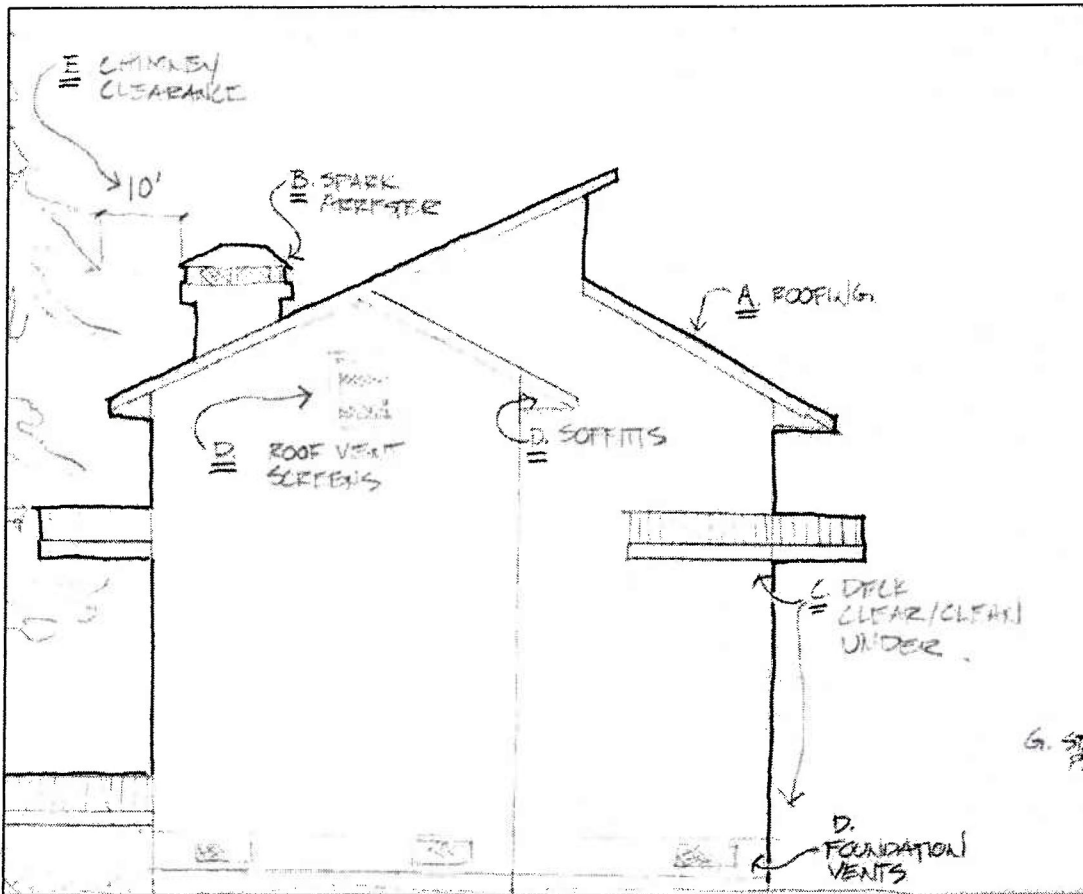 E CHIMNEY
CLEARANCE
10'
B. SPARK
ARRESTER
A. ROOFING
D. ROOF VENT
SCREENS
D. SOFFITS
C. DECK
CLEAR/CLEAN
UNDER.
G.
D.
FOUNDATION
VENTS